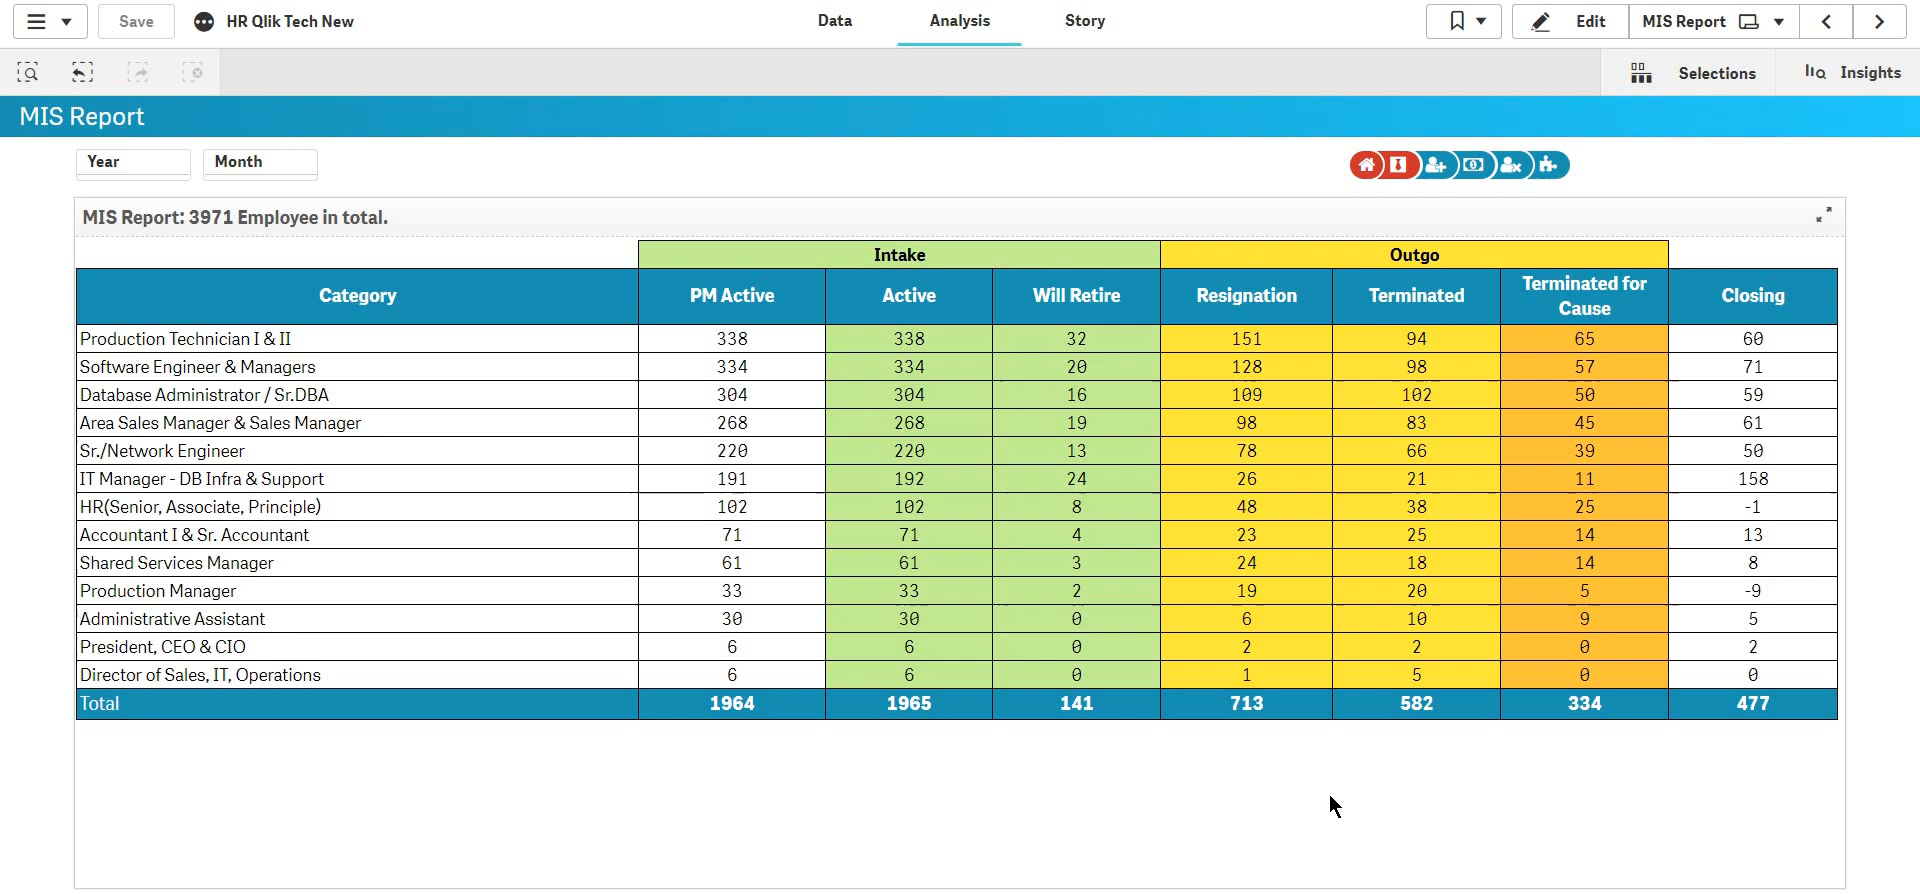 Save HR Qlik Tech New Data Analysis Story Edit MIS Report
Selections Insights
MIS Report
Year Month
MIS Report: 3971 Employee in total.
Intake Outgo
Category PM Active Active Will Retire Resignation Terminated Terminated for Cause Closing
Production Technician I & II 338 338 32 151 94 65 60
Software Engineer & Managers 334 334 20 128 98 57 71
Database Administrator / Sr.DBA 304 304 16 109 102 50 59
Area Sales Manager & Sales Manager 268 268 19 98 83 45 61
Sr./Network Engineer 220 220 13 78 66 39 50
IT Manager - DB Infra & Support 191 192 24 26 21 11 158
HR(Senior, Associate, Principle) 102 102 8 48 38 25 -1
Accountant I & Sr. Accountant 71 71 4 23 25 14 13
Shared Services Manager 61 61 3 24 18 14 8
Production Manager 33 33 2 19 20 5 -9
Administrative Assistant 30 30 0 6 10 9 5
President, CEO & CIO 6 6 0 2 2 0 2
Director of Sales, IT, Operations 6 6 0 1 5 0 0
Total 1964 1965 141 713 582 334 477